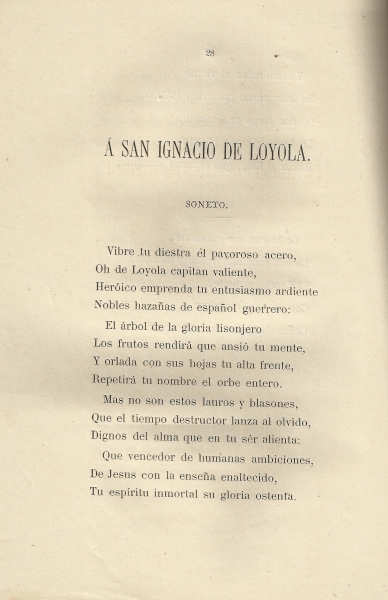 28
Á SAN IGNACIO DE LOYOLA.
SONETO.
Vibre tu diestra él pavoroso acero,
Oh de Loyola capitan valiente,
Heróico emprenda tu entusiasmo ardiente
Nobles hazañas de español guerrero:
El árbol de la gloria lisonjero
Los frutos rendirá que ansió tu mente,
Y orlada con sus hojas tu alta frente,
Repetirá tu nombre el orbe entero.
Mas no son estos lauros y blasones,
Que el tiempo destructor lanza al olvido,
Dignos del alma que en tu sér alienta:
Que vencedor de humanas ambiciones,
De Jesus con la enseña enaltecido,
Tu espiritu inmortal su gloria ostenta.